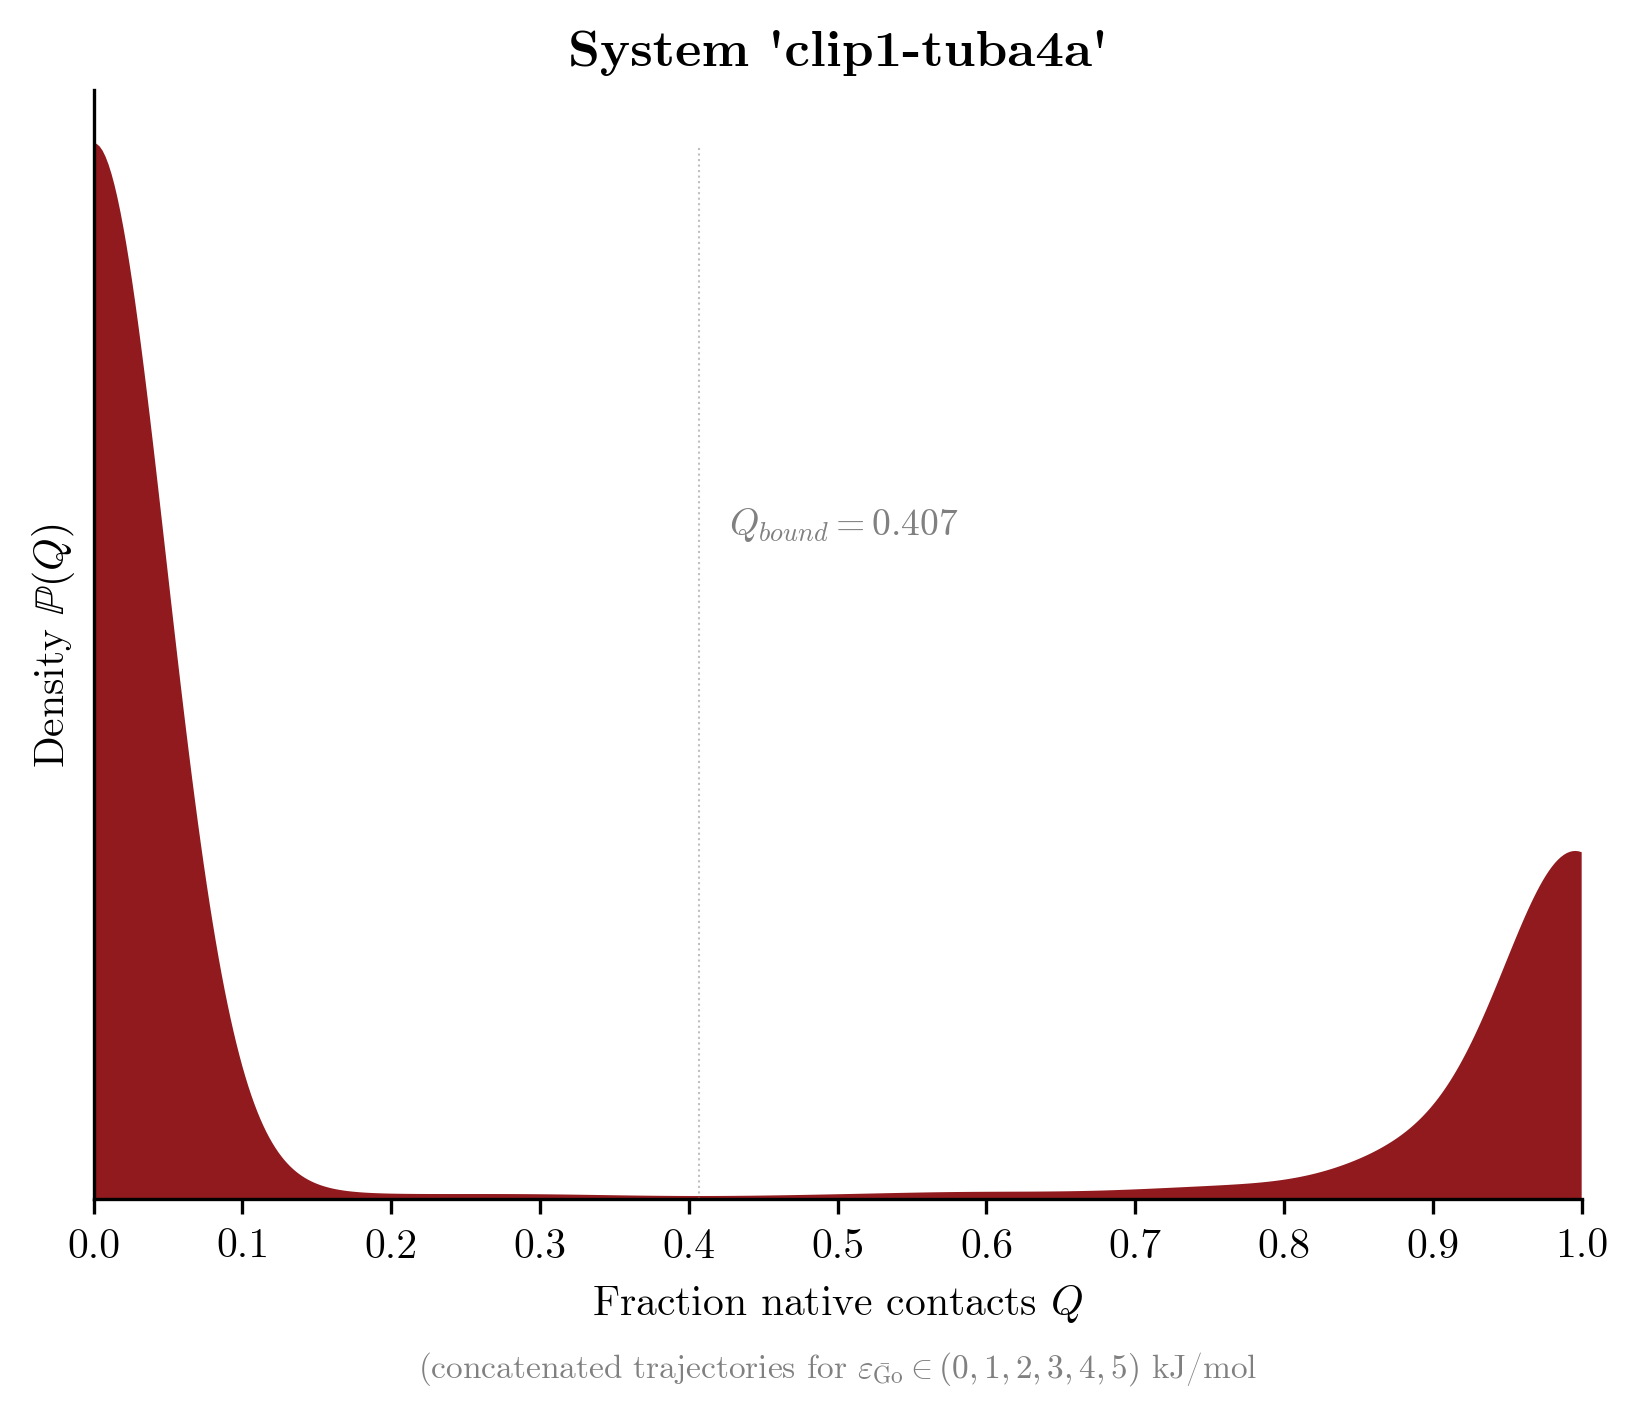 System 'clip1-tuba4a'
Density ℙ(Q)
Q_bound = 0.407
0.0 0.1 0.2 0.3 0.4 0.5 0.6 0.7 0.8 0.9 1.0
Fraction native contacts Q
(concatenated trajectories for ε_Ḡo ∈ (0, 1, 2, 3, 4, 5) kJ/mol